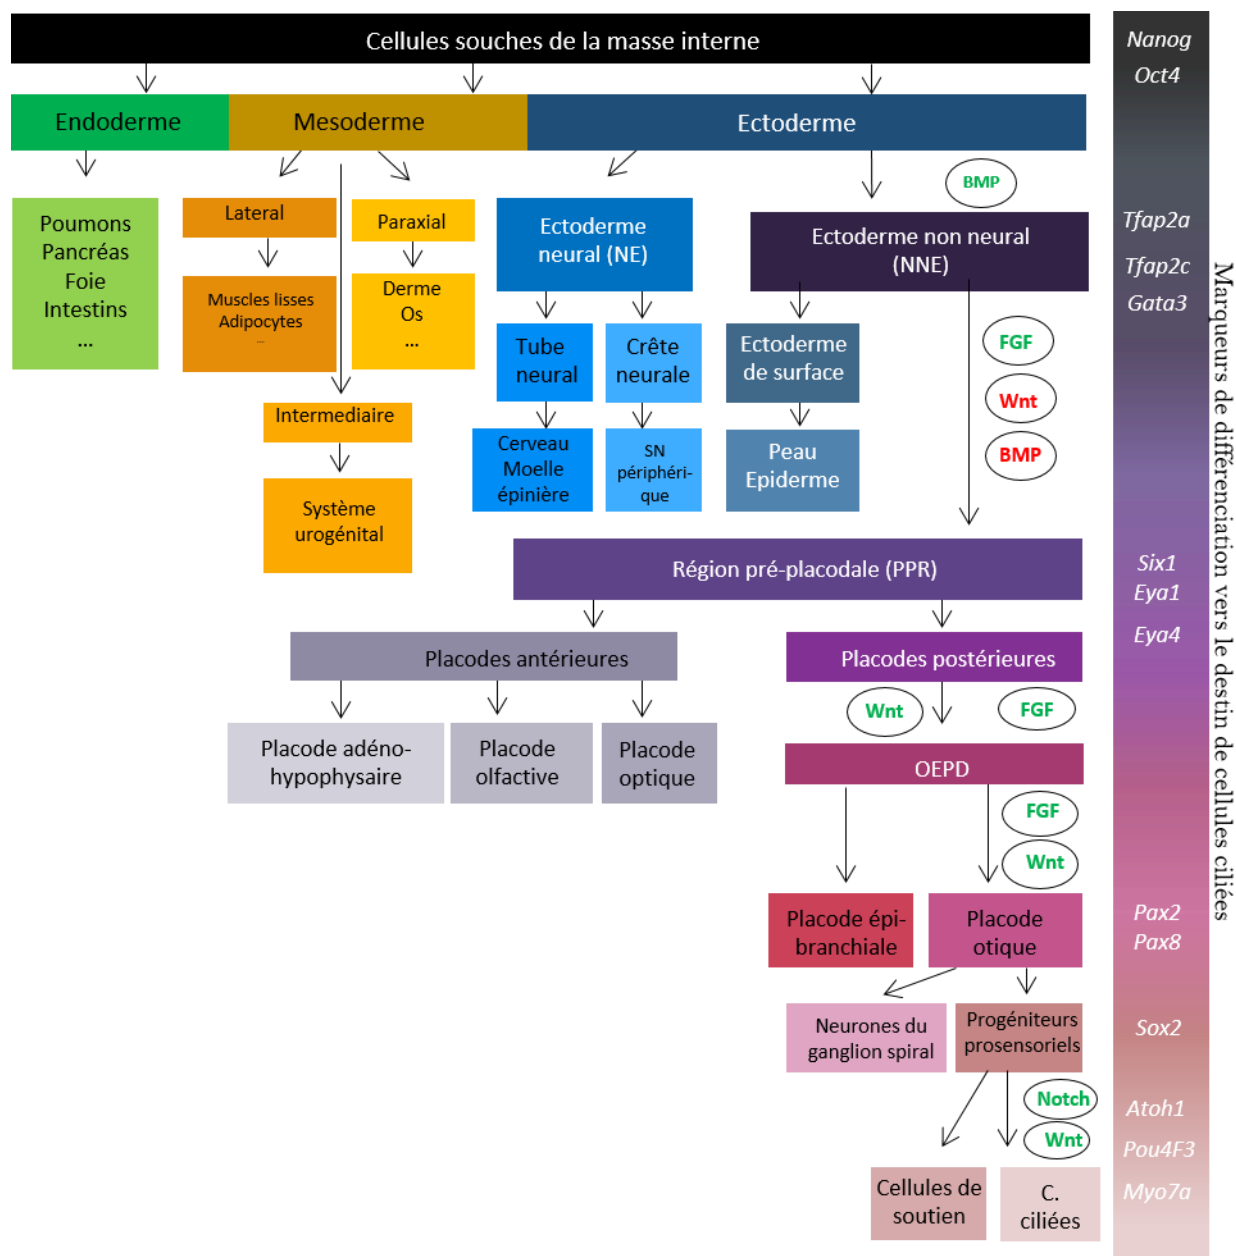 Cellules souches de la masse interne
Endoderme
Mesoderme
Ectoderme
BMP
Poumons
Pancréas
Foie
Intestins
...
Lateral
Muscles lisses
Adipocytes
...
Paraxial
Derme
Os
...
Intermediaire
Système
urogénital
Ectoderme
neural (NE)
Tube
neural
Crête
neurale
Cerveau
Moelle
épinière
SN
périphéri-
que
Ectoderme non neural
(NNE)
Ectoderme
de surface
Peau
Epiderme
FGF
Wnt
BMP
Région pré-placodale (PPR)
Placodes antérieures
Placodes postérieures
Placode adéno-
hypophysaire
Placode
olfactive
Placode
optique
Wnt
FGF
OEPD
FGF
Wnt
Placode épi-
branchiale
Placode
otique
Neurones du
ganglion spiral
Progéniteurs
prosensoriels
Notch
Wnt
Cellules de
soutien
C.
ciliées
Nanog
Oct4
Tfap2a
Tfap2c
Gata3
Six1
Eya1
Eya4
Pax2
Pax8
Sox2
Atoh1
Pou4F3
Myo7a
Marqueurs de différenciation vers le destin de cellules ciliées